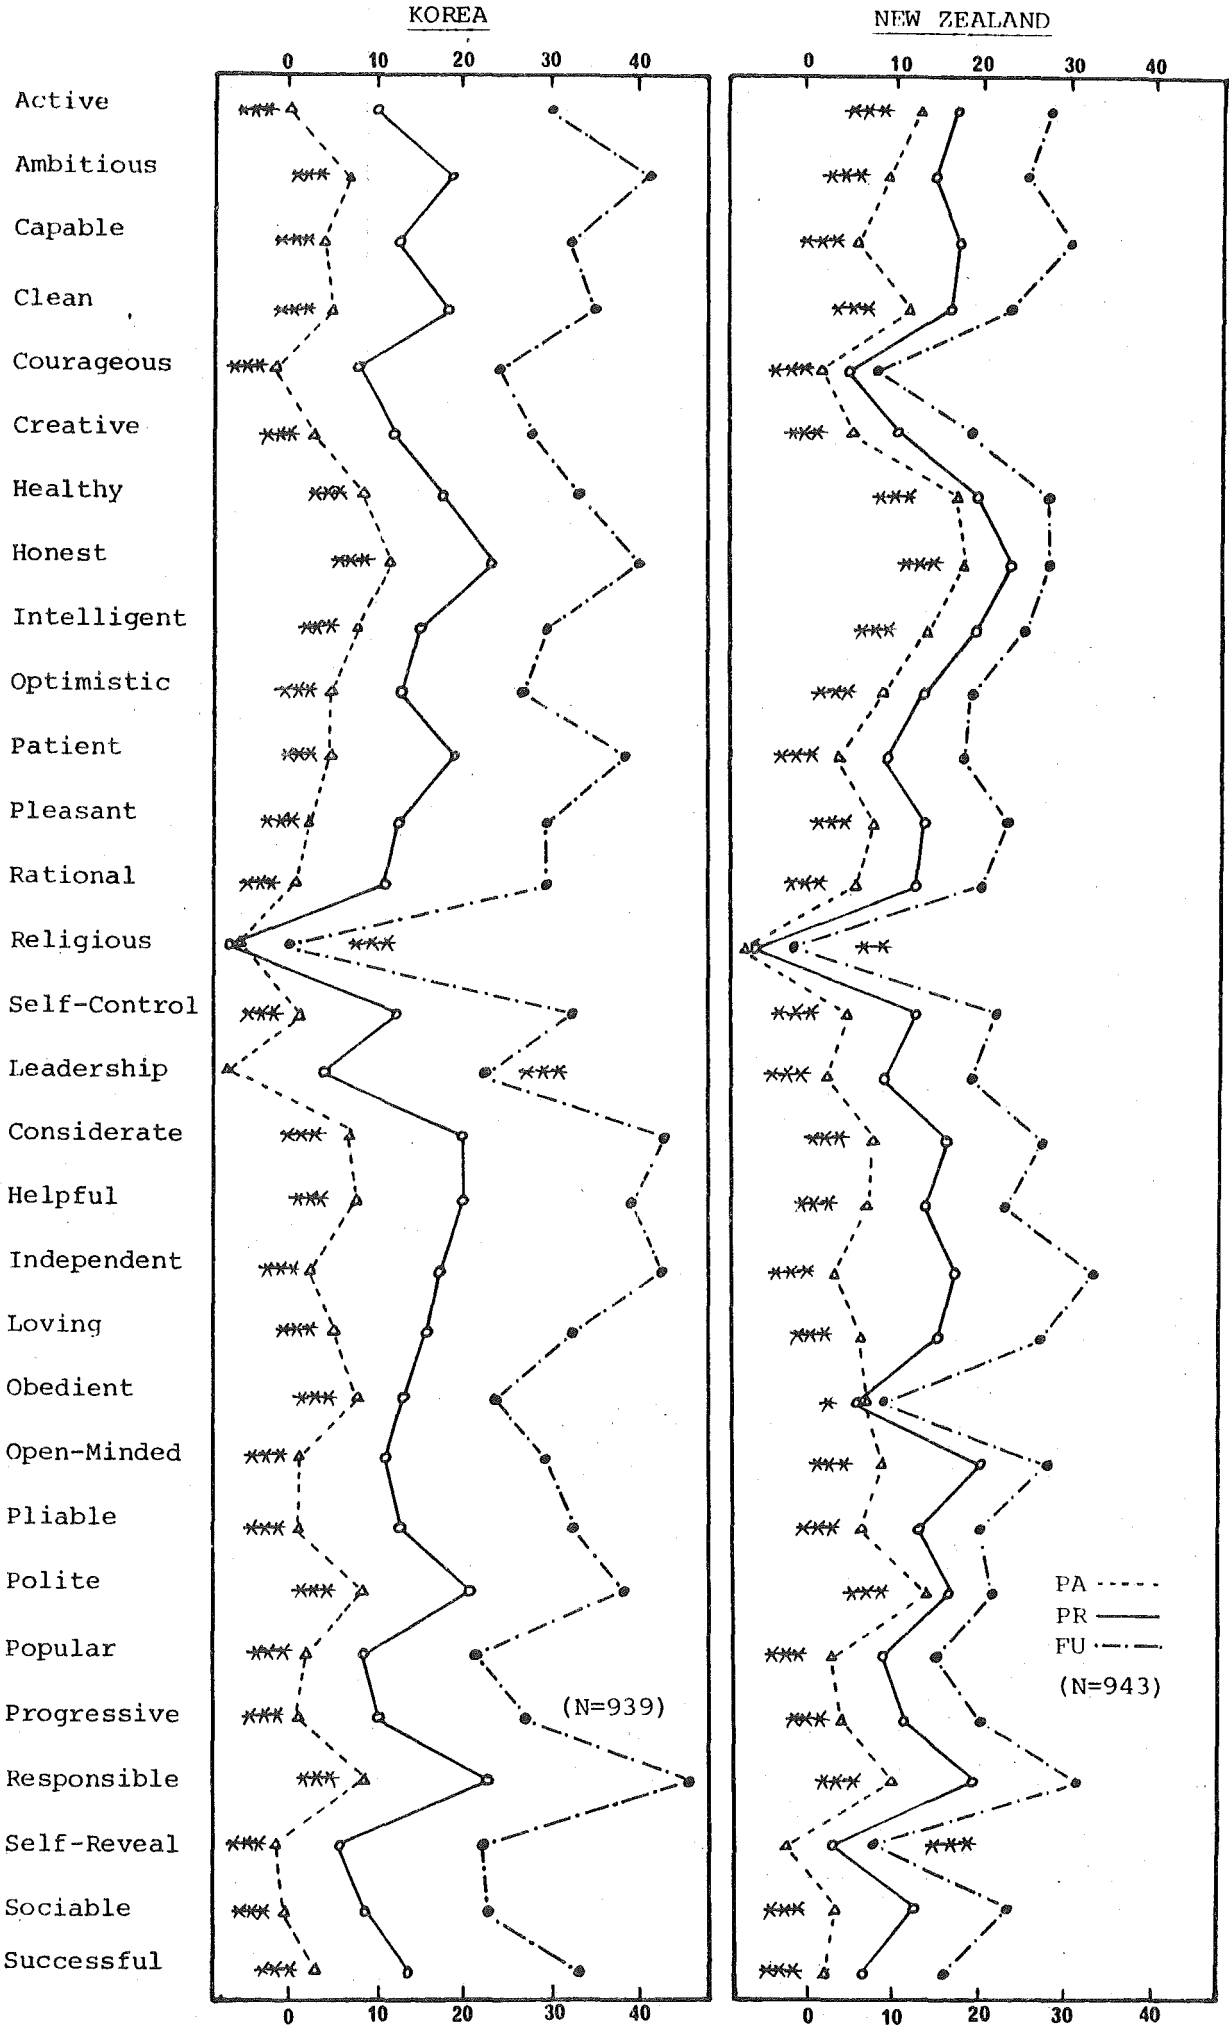 KOREA NEW ZEALAND
0 10 20 30 40 0 10 20 30 40
Active *** ***
Ambitious *** ***
Capable *** ***
Clean *** ***
Courageous *** ***
Creative *** ***
Healthy *** ***
Honest *** ***
Intelligent *** ***
Optimistic *** ***
Patient *** ***
Pleasant *** ***
Rational *** ***
Religious *** **
Self-Control *** ***
Leadership *** ***
Considerate *** ***
Helpful *** ***
Independent *** ***
Loving *** ***
Obedient *** *
Open-Minded *** ***
Pliable *** ***
Polite *** ***
PA
PR
Popular *** ***
FU
(N=943)
Progressive *** (N=939) ***
Responsible *** ***
Self-Reveal *** ***
Sociable *** ***
Successful *** ***
0 10 20 30 40 0 10 20 30 40